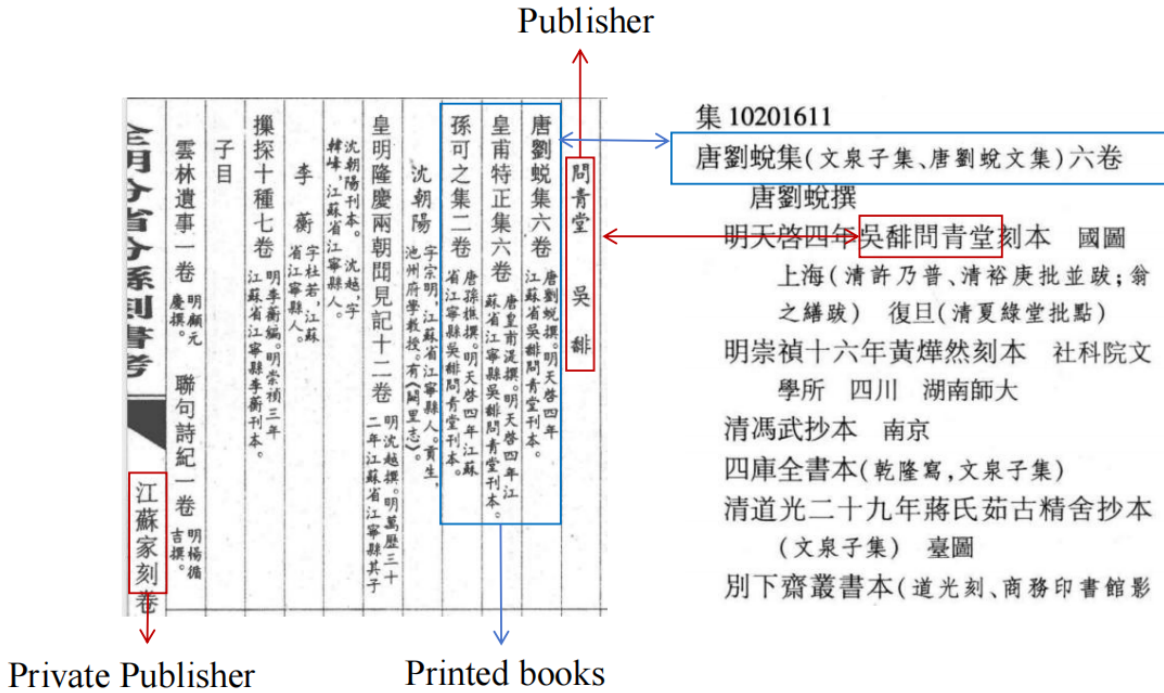 Publisher
問青堂 吳馡
唐劉蛻集六卷 唐劉蛻撰。明天啓四年
江蘇省吳馡問青堂刊本。
皇甫特正集六卷 唐皇甫湜撰。明天啓四年江
蘇省江寧縣吳馡問青堂刊本。
孫可之集二卷 唐孫樵撰。明天啓四年江蘇
省江寧縣吳馡問青堂刊本。
沈朝陽 字宗明,江蘇省江寧縣人。貢生,
池州府學教授。有《闕里志》。
皇明隆慶兩朝聞見記十二卷 明沈越撰。明萬歷三十
二年江蘇省江寧縣其子
沈朝陽刊本。 沈越,字
韓峰,江蘇省江寧縣人。
李蘅 字杜若,江蘇
省江寧縣人。
摷探十種七卷 明李蘅編。明崇禎三年
江蘇省江寧縣李蘅刊本。
子目
雲林遺事一卷 明顧元
慶撰。 聯句詩紀一卷 明楊循
吉撰。
全明分省分縣刻書考
江蘇家刻卷
Private Publisher
Printed books
集 10201611
唐劉蛻集(文泉子集、唐劉蛻文集)六卷
唐劉蛻撰
明天啓四年吳馡問青堂刻本 國圖
上海(清許乃普、清裕庚批並跋;翁
之繕跋) 復旦(清夏綠堂批點)
明崇禎十六年黃燁然刻本 社科院文
學所 四川 湖南師大
清馮武抄本 南京
四庫全書本(乾隆寫,文泉子集)
清道光二十九年蔣氏茹古精舍抄本
(文泉子集) 臺圖
別下齋叢書本(道光刻、商務印書館影